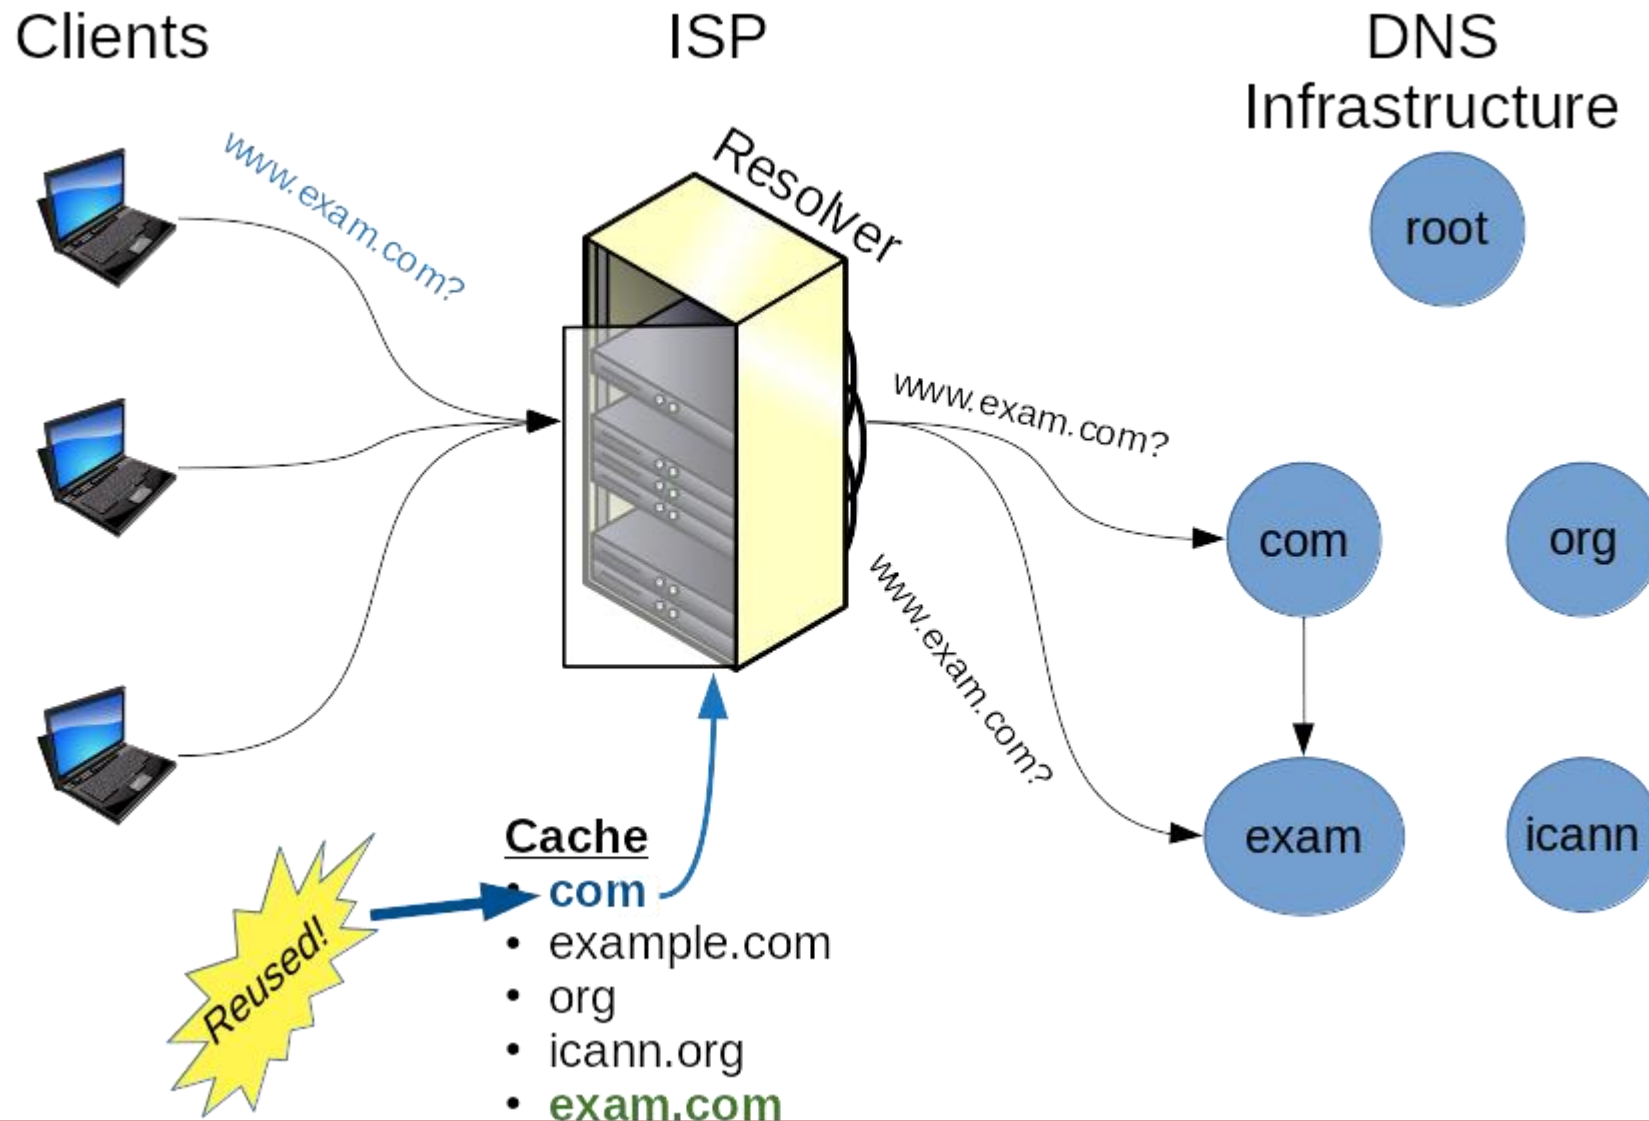 Clients
ISP
DNS
Infrastructure
www.exam.com?
Resolver
root
www.exam.com?
com
org
www.exam.com?
exam
icann
Reused!
Cache
• com
• example.com
• org
• icann.org
• exam.com